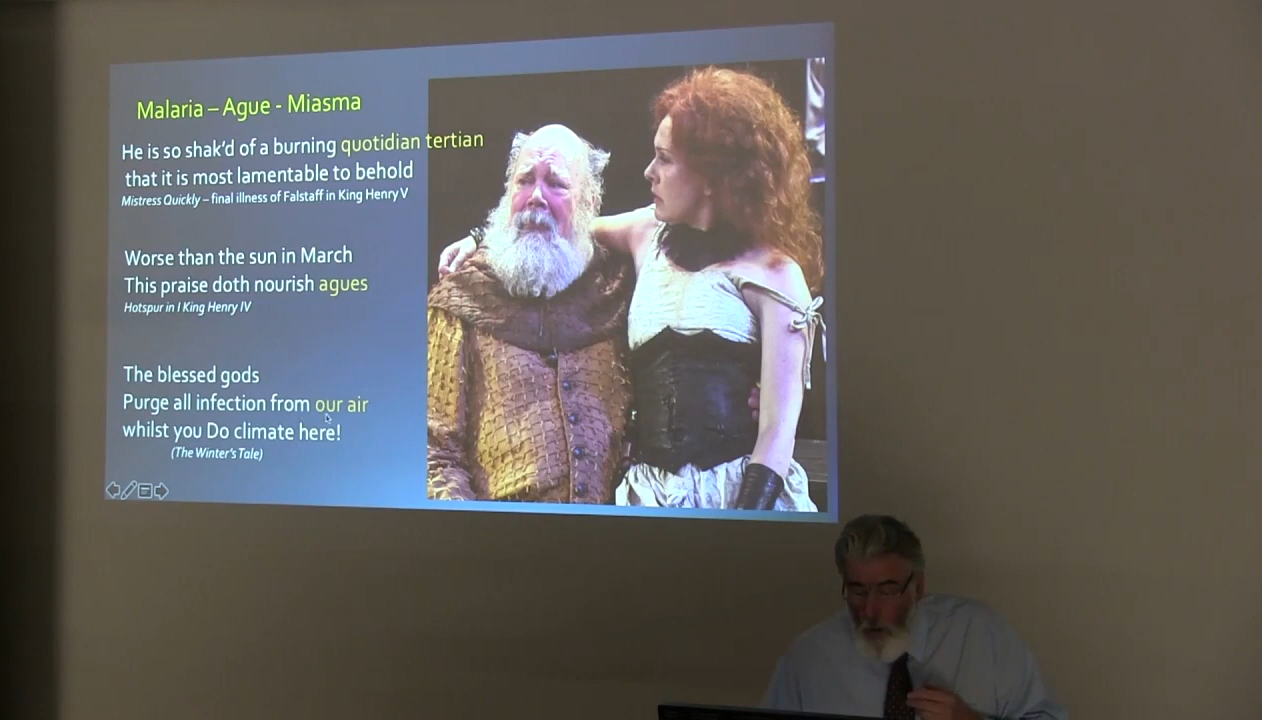 Malaria – Ague - Miasma
He is so shak'd of a burning quotidian tertian
that it is most lamentable to behold
Mistress Quickly – final illness of Falstaff in King Henry V
Worse than the sun in March
This praise doth nourish agues
Hotspur in I King Henry IV
The blessed gods
Purge all infection from our air
whilst you Do climate here!
(The Winter's Tale)